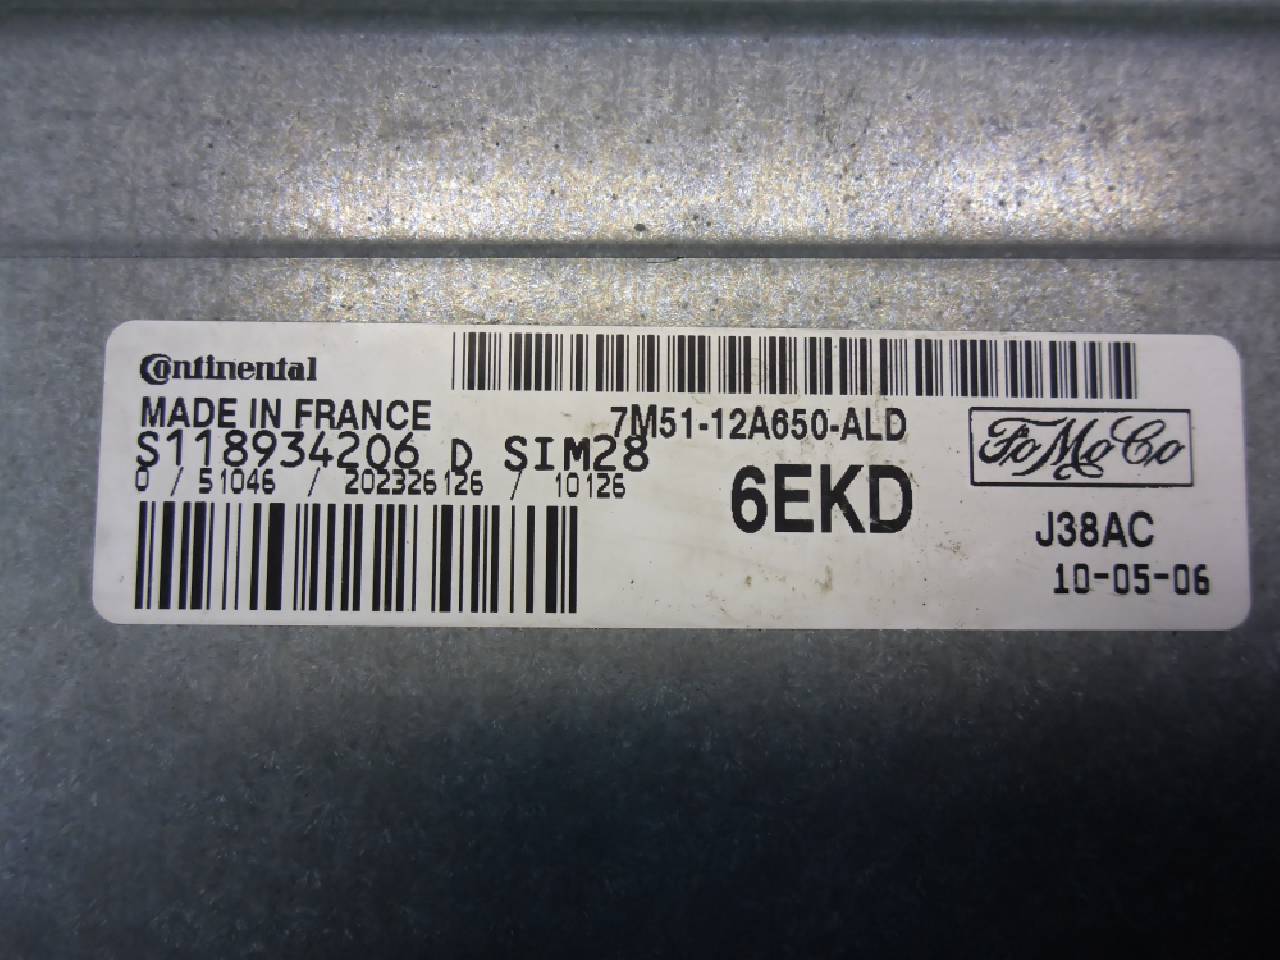 Continental
MADE IN FRANCE
7M51-12A650-ALD
FoMoCo
S118934206 D SIM28
0 / 51046 / 202326126 / 10126
6EKD
J38AC
10-05-06